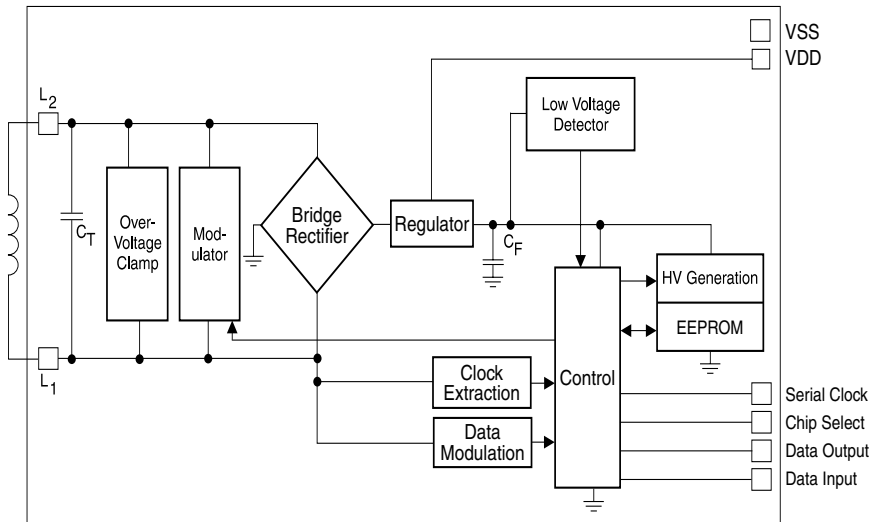 VSS
VDD
L2
Low Voltage
Detector
Over-
Voltage
Clamp
Mod-
ulator
Bridge
Rectifier
Regulator
CT
CF
HV Generation
EEPROM
L1
Clock
Extraction
Control
Data
Modulation
Serial Clock
Chip Select
Data Output
Data Input